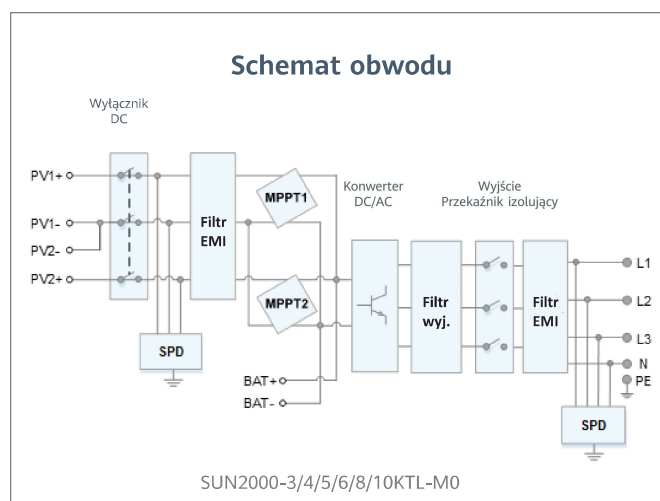 Schemat obwodu
Wyłącznik
DC
PV1+
PV1-
PV2-
PV2+
Filtr
EMI
MPPT1
MPPT2
SPD
BAT+
BAT-
Konwerter
DC/AC
Filtr
wyj.
Wyjście
Przekaźnik izolujący
Filtr
EMI
L1
L2
L3
N
PE
SPD
SUN2000-3/4/5/6/8/10KTL-M0